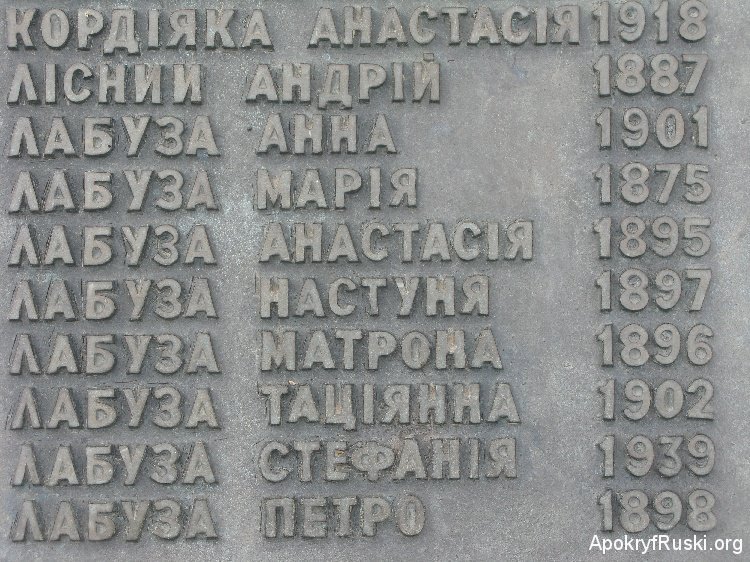 КОРДІЯКА АНАСТАСІЯ 1918
ЛІСНИЙ АНДРІЙ 1887
ЛАБУЗА АННА 1901
ЛАБУЗА МАРІЯ 1875
ЛАБУЗА АНАСТАСІЯ 1895
ЛАБУЗА НАСТУНЯ 1897
ЛАБУЗА МАТРОНА 1896
ЛАБУЗА ТАЦІЯННА 1902
ЛАБУЗА СТЕФАНІЯ 1939
ЛАБУЗА ПЕТРО 1898
ApokryfRuski.org